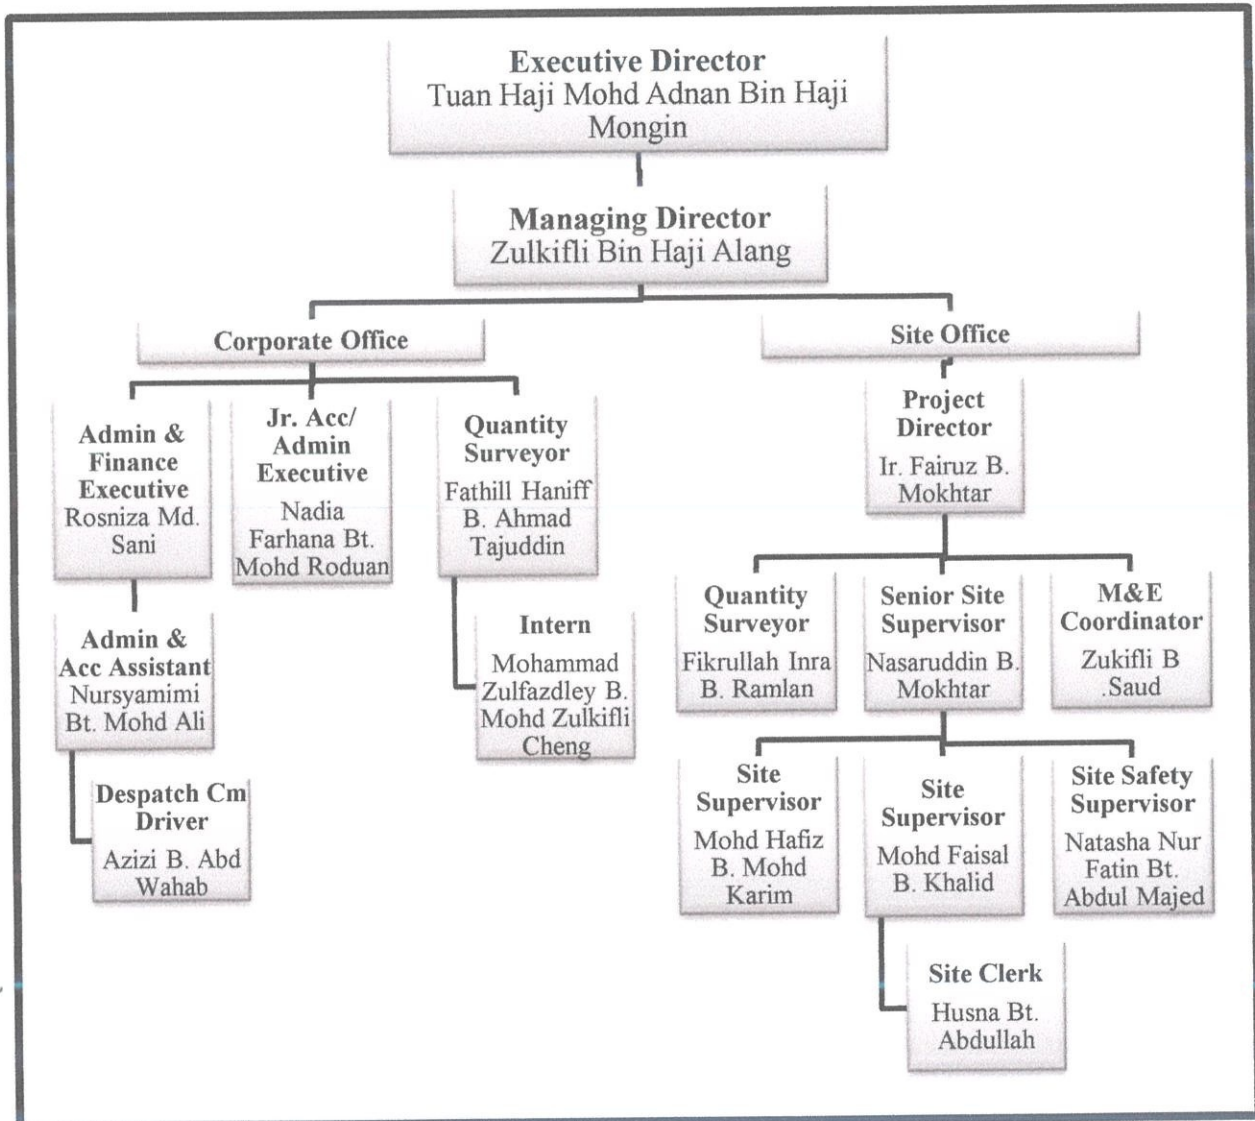 Executive Director
Tuan Haji Mohd Adnan Bin Haji
Mongin
Managing Director
Zulkifli Bin Haji Alang
Corporate Office
Site Office
Admin &
Finance
Executive
Rosniza Md.
Sani
Jr. Acc/
Admin
Executive
Nadia
Farhana Bt.
Mohd Roduan
Quantity
Surveyor
Fathill Haniff
B. Ahmad
Tajuddin
Project
Director
Ir. Fairuz B.
Mokhtar
Admin &
Acc Assistant
Nursyamimi
Bt. Mohd Ali
Intern
Mohammad
Zulfazdley B.
Mohd Zulkifli
Cheng
Quantity
Surveyor
Fikrullah Inra
B. Ramlan
Senior Site
Supervisor
Nasaruddin B.
Mokhtar
M&E
Coordinator
Zukifli B
.Saud
Despatch Cm
Driver
Azizi B. Abd
Wahab
Site
Supervisor
Mohd Hafiz
B. Mohd
Karim
Site
Supervisor
Mohd Faisal
B. Khalid
Site Safety
Supervisor
Natasha Nur
Fatin Bt.
Abdul Majed
Site Clerk
Husna Bt.
Abdullah